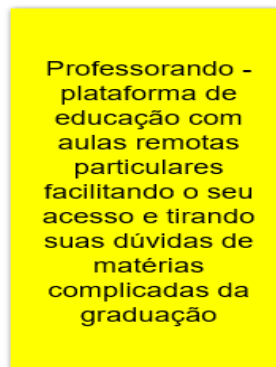 Professorando -
plataforma de
educação com
aulas remotas
particulares
facilitando o seu
acesso e tirando
suas dúvidas de
matérias
complicadas da
graduação